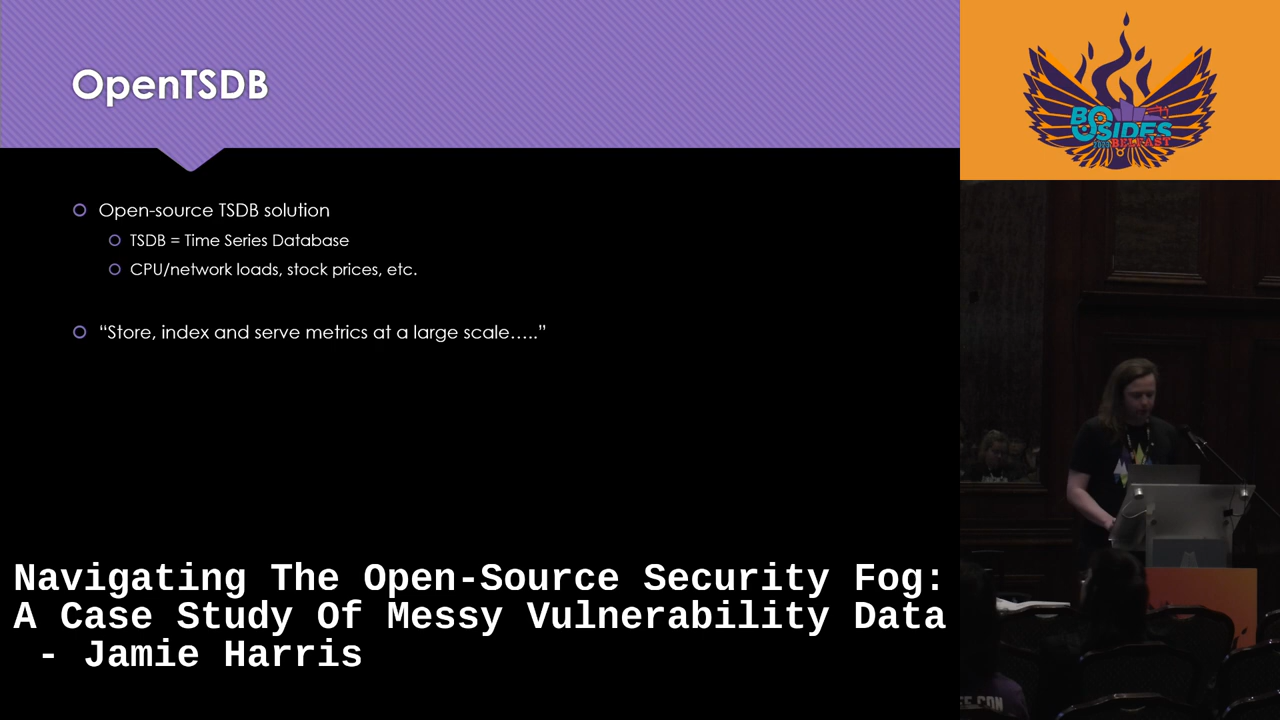 OpenTSDB
Open-source TSDB solution
TSDB = Time Series Database
CPU/network loads, stock prices, etc.
“Store, index and serve metrics at a large scale…..”
BSIDES
BELFAST
Navigating The Open-Source Security Fog:
A Case Study Of Messy Vulnerability Data
- Jamie Harris